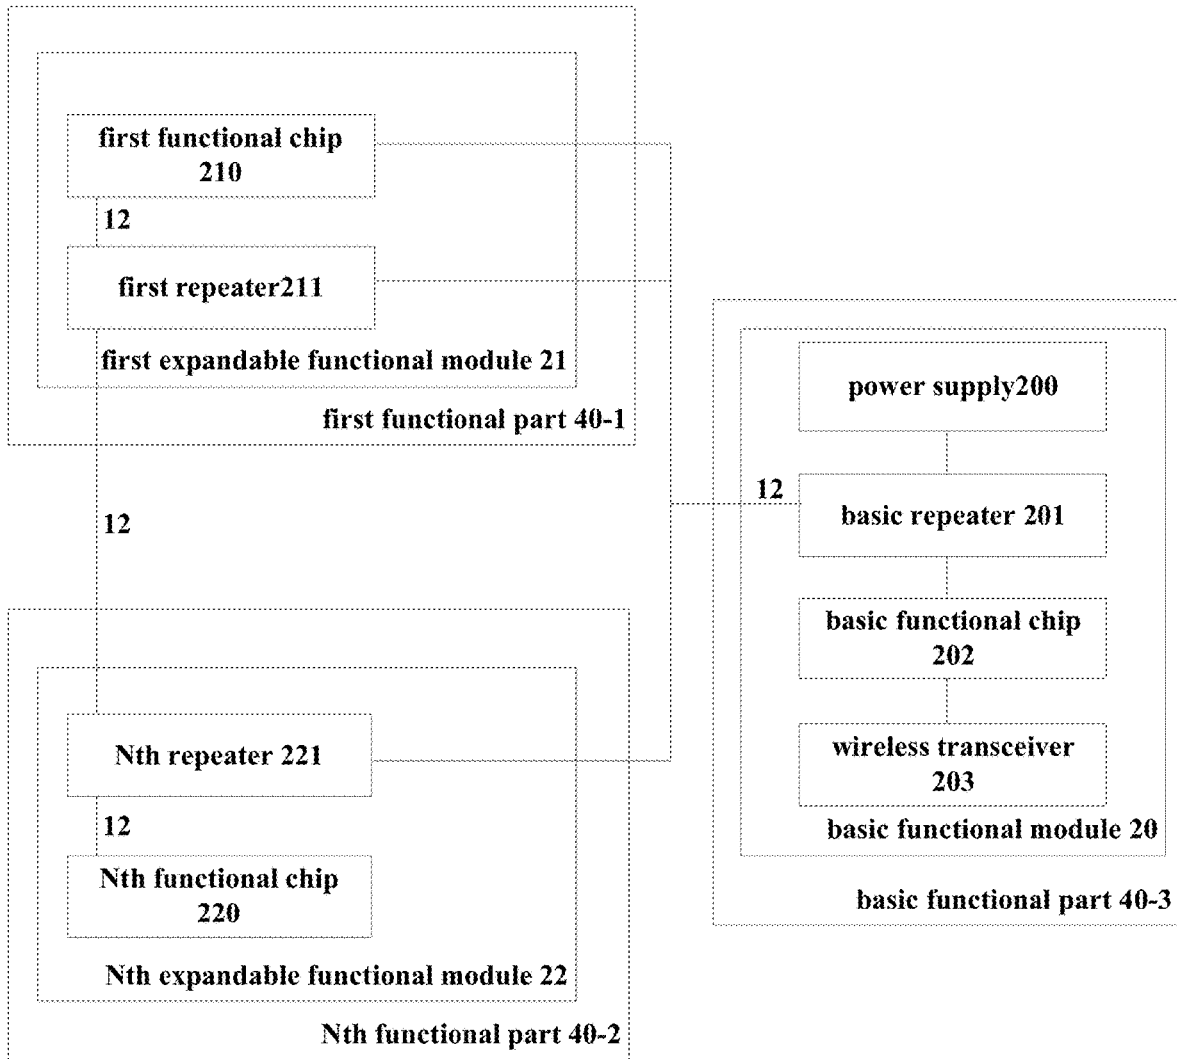 first functional chip
210
12
first repeater211
first expandable functional module 21
first functional part 40-1
12
Nth repeater 221
12
Nth functional chip
220
Nth expandable functional module 22
Nth functional part 40-2
power supply200
12
basic repeater 201
basic functional chip
202
wireless transceiver
203
basic functional module 20
basic functional part 40-3